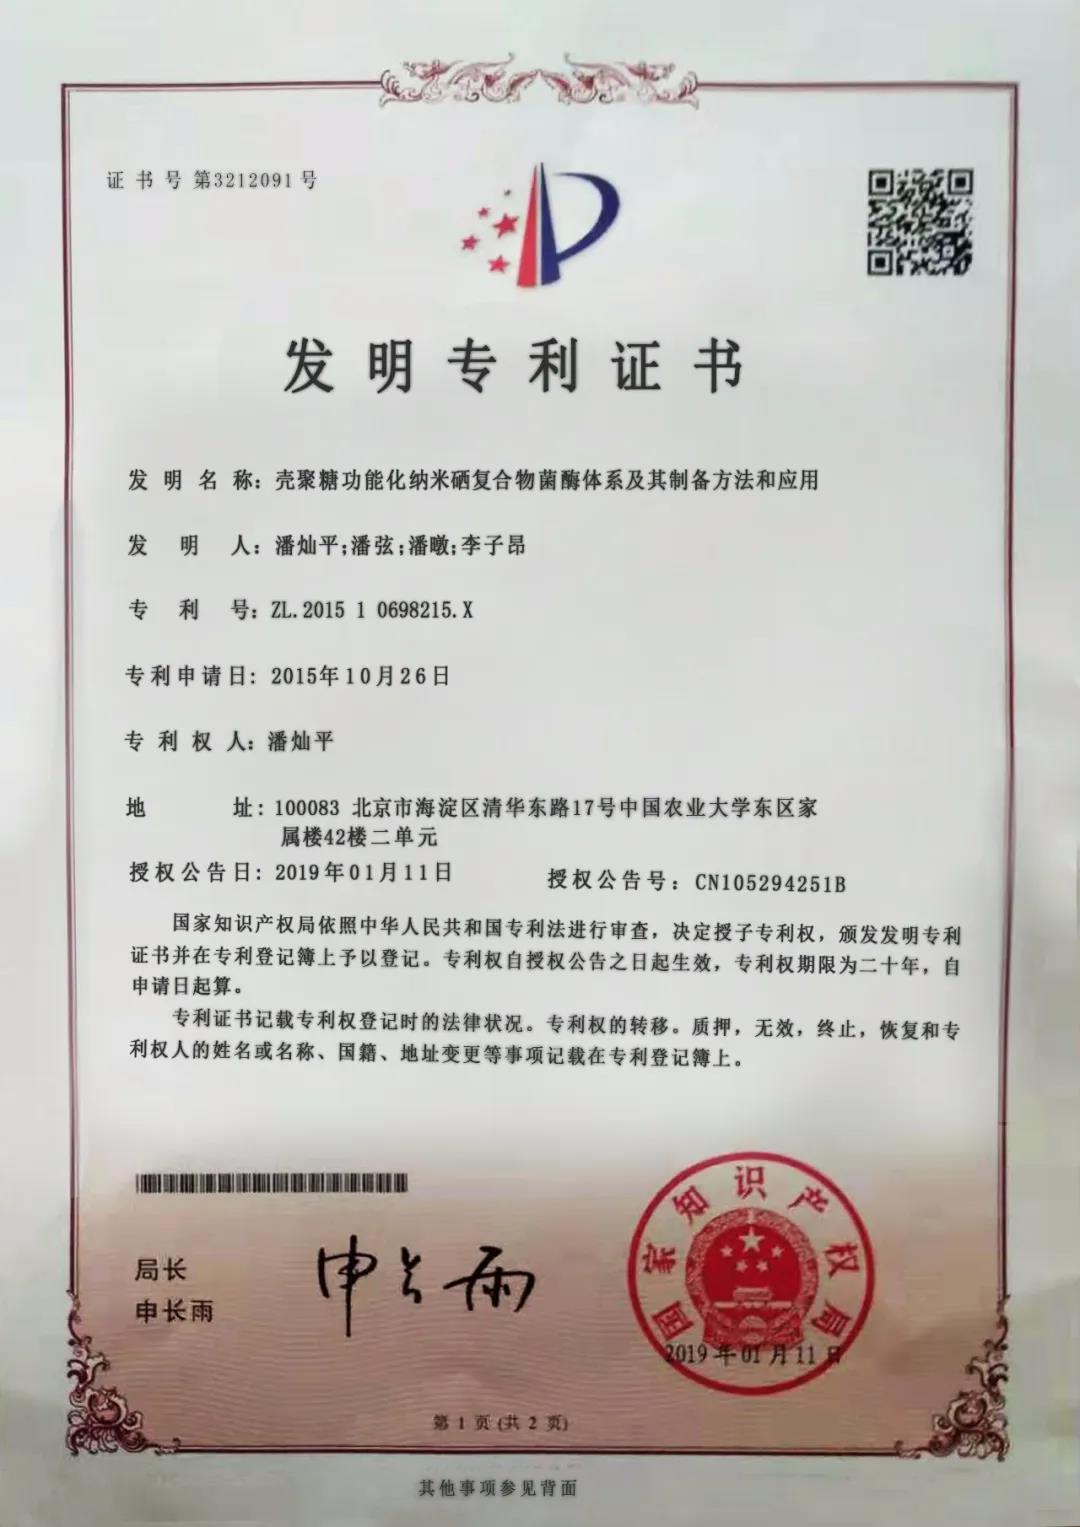 证书号 第3212091号
发明专利证书
发明名称：壳聚糖功能化纳米硒复合物菌酶体系及其制备方法和应用
发明人：潘灿平;潘弦;潘暾;李子昂
专利号：ZL.2015 1 0698215.X
专利申请日：2015年10月26日
专利权人：潘灿平
地址：100083 北京市海淀区清华东路17号中国农业大学东区家
属楼42楼二单元
授权公告日：2019年01月11日 授权公告号：CN105294251B
国家知识产权局依照中华人民共和国专利法进行审查，决定授子专利权，颁发发明专利
证书并在专利登记簿上予以登记。专利权自授权公告之日起生效，专利权期限为二十年，自
申请日起算。
专利证书记载专利权登记时的法律状况。专利权的转移。质押，无效，终止，恢复和专
利权人的姓名或名称、国籍、地址变更等事项记载在专利登记簿上。
局长
申长雨
申长雨
国家知识产权局
2019年01月11日
第 1 页 (共 2 页)
其他事项参见背面